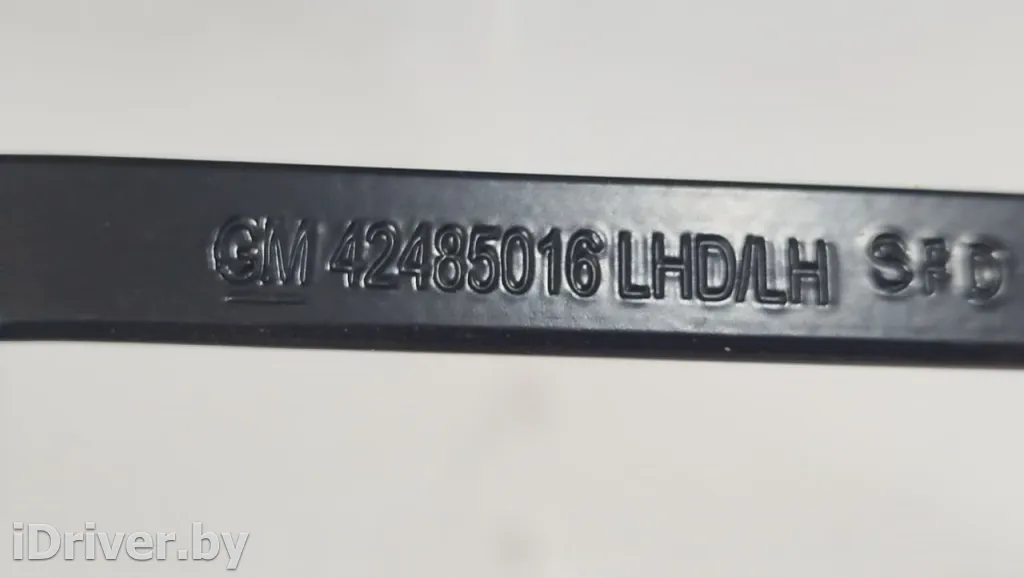 GM 42485016 LHD/LH SFD
iDriver.by